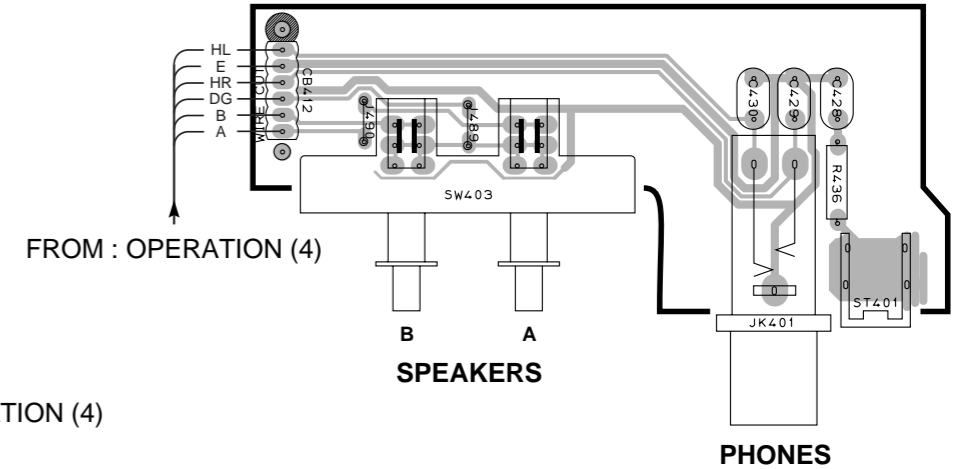 HL
E
HR
DG
B
A
WIRE CUT
CB412
J490
J489
C430
C429
C428
R436
SW403
ST401
JK401
FROM : OPERATION (4)
B
A
SPEAKERS
TION (4)
PHONES